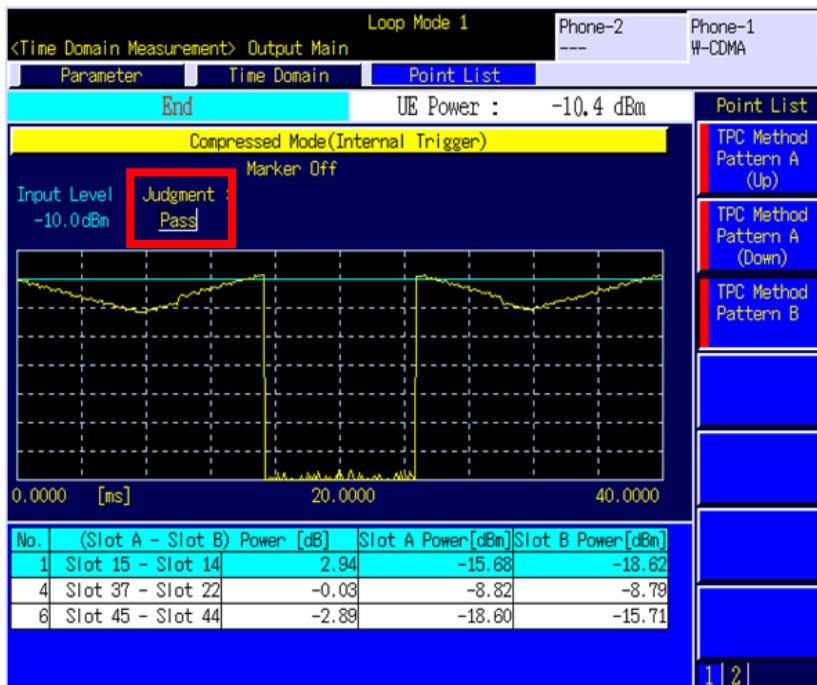 Loop Mode 1
Phone-2
Phone-1
<Time Domain Measurement> Output Main
---
W-CDMA
Parameter
Time Domain
Point List
End
UE Power : -10.4 dBm
Point List
Compressed Mode(Internal Trigger)
Marker Off
Input Level
-10.0dBm
Judgment :
Pass
TPC Method
Pattern A
(Up)
TPC Method
Pattern A
(Down)
TPC Method
Pattern B
0.0000 [ms] 20.0000 40.0000
No. (Slot A - Slot B) Power [dB] Slot A Power[dBm] Slot B Power[dBm]
1 Slot 15 - Slot 14 2.94 -15.68 -18.62
4 Slot 37 - Slot 22 -0.03 -8.82 -8.79
6 Slot 45 - Slot 44 -2.89 -18.60 -15.71
1 2